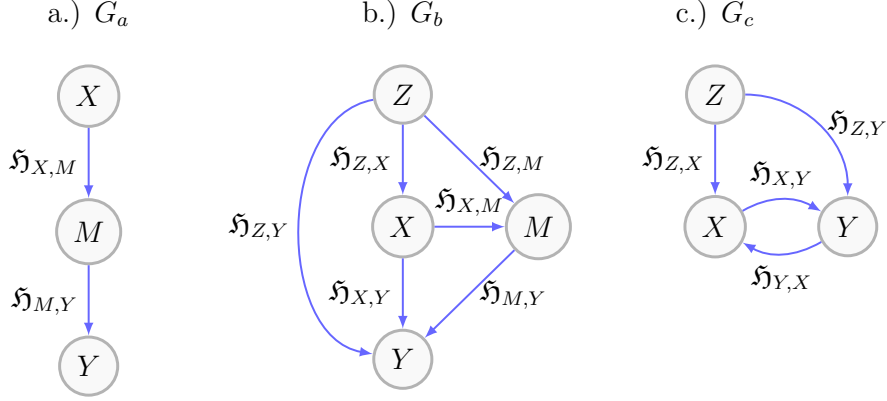 a.) G_a
b.) G_b
c.) G_c
X
ℌ_{X,M}
M
ℌ_{M,Y}
Y
Z
ℌ_{Z,X}
ℌ_{Z,M}
ℌ_{X,M}
ℌ_{Z,Y}
X
M
ℌ_{X,Y}
ℌ_{M,Y}
Y
Z
ℌ_{Z,Y}
ℌ_{Z,X}
ℌ_{X,Y}
X
Y
ℌ_{Y,X}